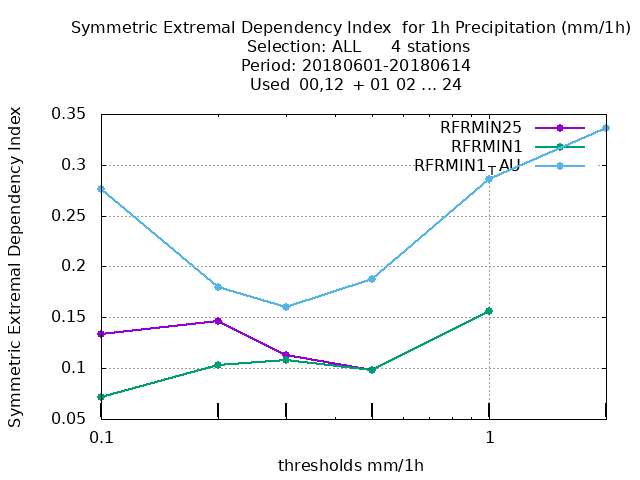 Symmetric Extremal Dependency Index for 1h Precipitation (mm/1h)
Selection: ALL 4 stations
Period: 20180601-20180614
Used 00,12 + 01 02 ... 24
Symmetric Extremal Dependency Index
0.35
0.3
0.25
0.2
0.15
0.1
0.05
RFRMIN25
RFRMIN1
RFRMIN1_AU
0.1
1
thresholds mm/1h